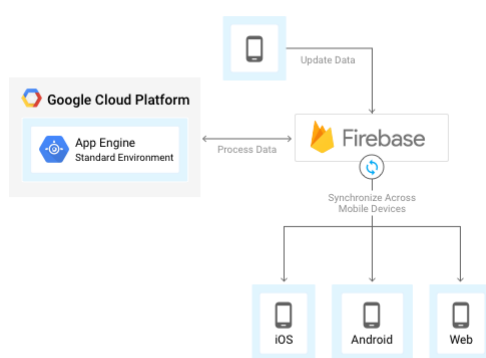 Update Data
Google Cloud Platform
App Engine
Standard Environment
Process Data
Firebase
Synchronize Across
Mobile Devices
iOS
Android
Web